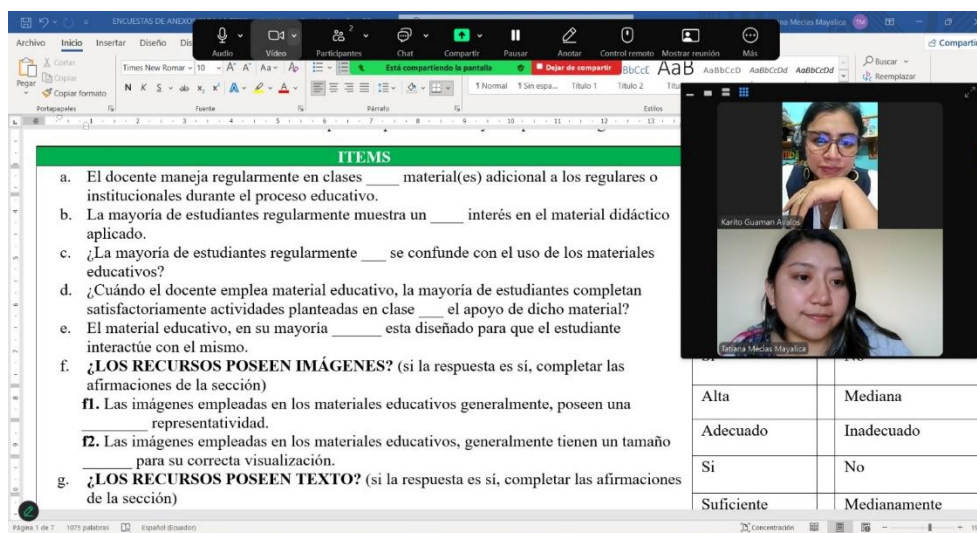 ENCUESTAS DE ANEXOS
na Mecias Mayalica TM
Audio Vídeo Participantes 2 Chat Compartir Pausar Anotar Control remoto Mostrar reunión Más
Archivo Inicio Insertar Diseño Dis
Compartir
Está compartiendo la pantalla Dejar de compartir
Pegar Cortar Copiar Copiar formato
Times New Roman 10
N K S
1 Normal 1 Sin espa... Título 1 Título 2
Buscar
Reemplazar
Portapapeles Fuente Párrafo Estilos
ITEMS
a. El docente maneja regularmente en clases ____ material(es) adicional a los regulares o
institucionales durante el proceso educativo.
b. La mayoría de estudiantes regularmente muestra un ____ interés en el material didáctico
aplicado.
c. ¿La mayoría de estudiantes regularmente ___ se confunde con el uso de los materiales
educativos?
d. ¿Cuándo el docente emplea material educativo, la mayoría de estudiantes completan
satisfactoriamente actividades planteadas en clase ___ el apoyo de dicho material?
e. El material educativo, en su mayoría ______ esta diseñado para que el estudiante
interactúe con el mismo.
f. ¿LOS RECURSOS POSEEN IMÁGENES? (si la respuesta es sí, completar las
afirmaciones de la sección)
f1. Las imágenes empleadas en los materiales educativos generalmente, poseen una
________ representatividad.
f2. Las imágenes empleadas en los materiales educativos, generalmente tienen un tamaño
______ para su correcta visualización.
g. ¿LOS RECURSOS POSEEN TEXTO? (si la respuesta es sí, completar las afirmaciones
de la sección)
Karito Guaman Avalos
Tatiana Mecias Mayalica
Alta Mediana
Adecuado Inadecuado
Si No
Suficiente Medianamente
Página 1 de 7 1075 palabras Español (Ecuador) Concentración